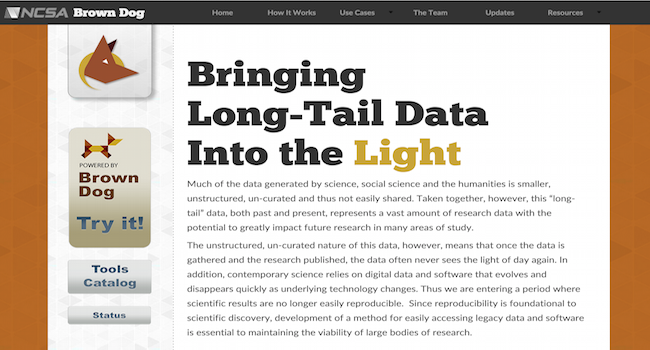 NCSA Brown Dog Home How It Works Use Cases The Team Updates Resources
Bringing
Long-Tail Data
Into the Light
POWERED BY
Brown
Dog
Try it!
Tools
Catalog
Status
Much of the data generated by science, social science and the humanities is smaller,
unstructured, un-curated and thus not easily shared. Taken together, however, this “long-
tail” data, both past and present, represents a vast amount of research data with the
potential to greatly impact future research in many areas of study.
The unstructured, un-curated nature of this data, however, means that once the data is
gathered and the research published, the data often never sees the light of day again. In
addition, contemporary science relies on digital data and software that evolves and
disappears quickly as underlying technology changes. Thus we are entering a period where
scientific results are no longer easily reproducible. Since reproducibility is foundational to
scientific discovery, development of a method for easily accessing legacy data and software
is essential to maintaining the viability of large bodies of research.